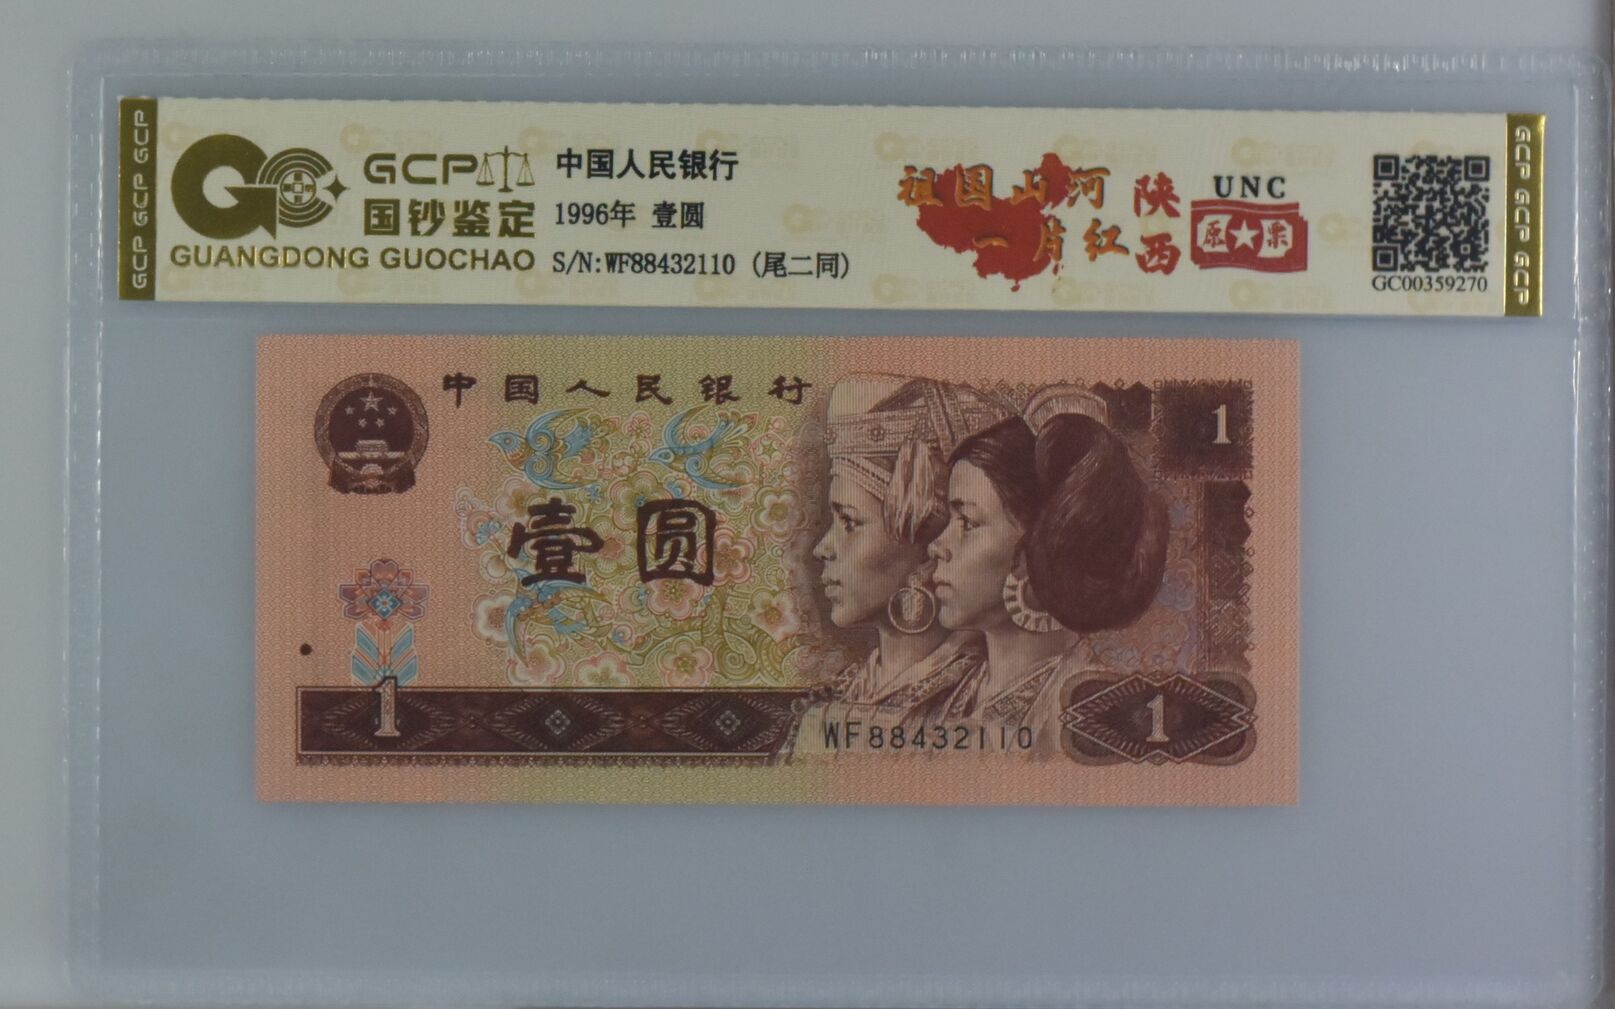 GCP GCP GCP
GCP
国钞鉴定
GUANGDONG GUOCHAO
中国人民银行
1996年 壹圆
S/N:WF88432110 (尾二同)
祖国山河
一片红
陕西
UNC
原票
GC00359270
GCP GCP GCP
中国人民银行
1
壹圆
1
WF88432110
1